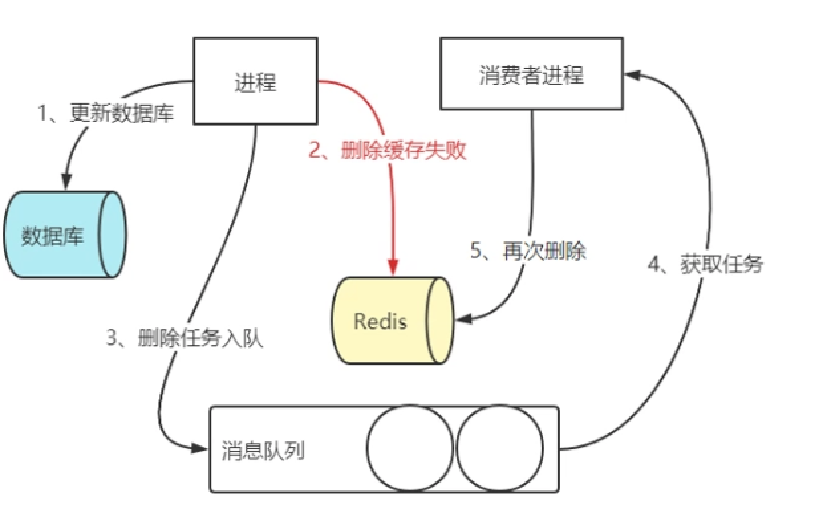 进程
消费者进程
1、更新数据库
2、删除缓存失败
数据库
5、再次删除
4、获取任务
Redis
3、删除任务入队
消息队列